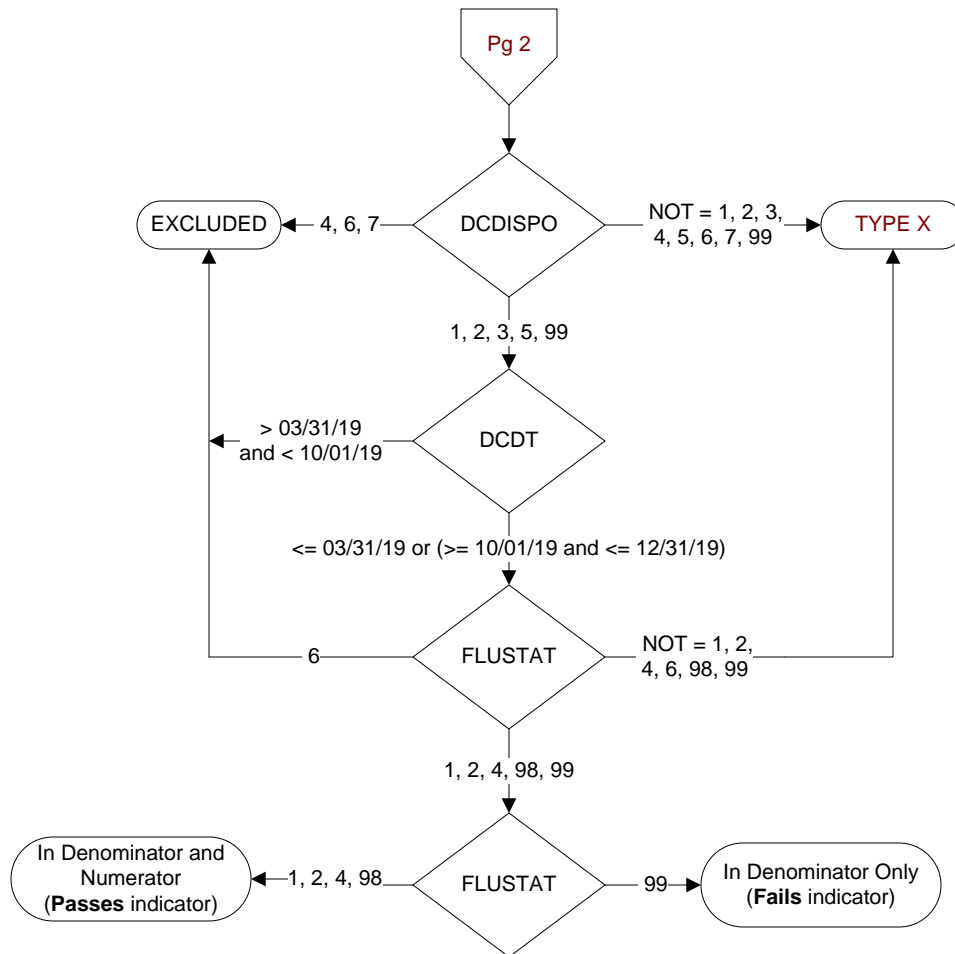 Pg 2
EXCLUDED
4, 6, 7
DCDISPO
NOT = 1, 2, 3,
4, 5, 6, 7, 99
TYPE X
1, 2, 3, 5, 99
> 03/31/19
and < 10/01/19
DCDT
<= 03/31/19 or (>= 10/01/19 and <= 12/31/19)
6
FLUSTAT
NOT = 1, 2,
4, 6, 98, 99
1, 2, 4, 98, 99
In Denominator and
Numerator
(Passes indicator)
1, 2, 4, 98
FLUSTAT
99
In Denominator Only
(Fails indicator)